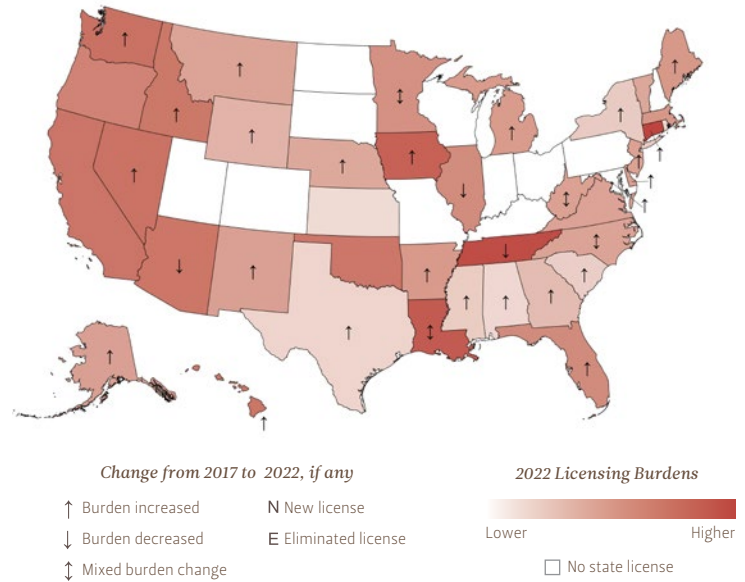 Change from 2017 to 2022, if any
↑ Burden increased
↓ Burden decreased
↕ Mixed burden change
N New license
E Eliminated license
2022 Licensing Burdens
Lower Higher
No state license